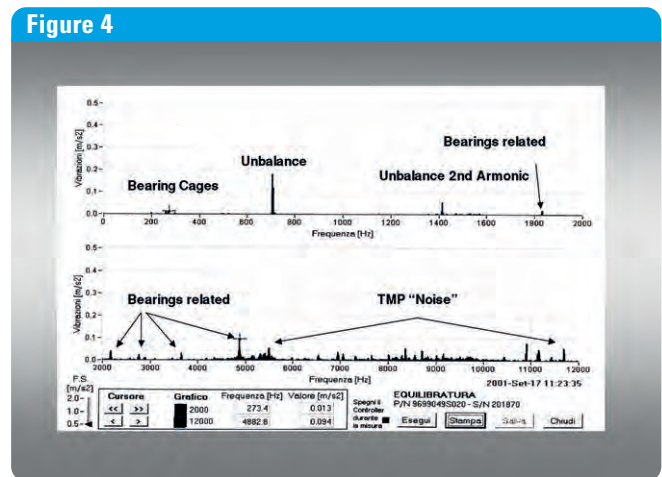 Figure 4
0.5-
0.4-
0.3-
0.2-
0.1-
0.0-
Vibrazioni [m/s2]
Bearing Cages
Unbalance
Unbalance 2nd Armonic
Bearings related
0 200 400 600 800 1000 1200 1400 1600 1800 2000
Frequenza [Hz]
0.5-
0.4-
0.3-
0.2-
0.1-
0.0-
Vibrazioni [m/s2]
Bearings related
TMP “Noise”
2000 3000 4000 5000 6000 7000 8000 9000 10000 11000 12000
Frequenza [Hz]
2001-Set-17 11:23:35
F.S.
[m/s2]
2.0-
1.0-
0.5-
Cursore Grafico Frequenza [Hz] Valore [m/s2]
<< >> 2000 273.4 0.013
< > 12000 4882.8 0.094
Spegni il
Controller
durante
la misura
EQUILIBRATURA
P/N 9699049S020 - S/N 201870
Esegui Stampa Salva Chiudi